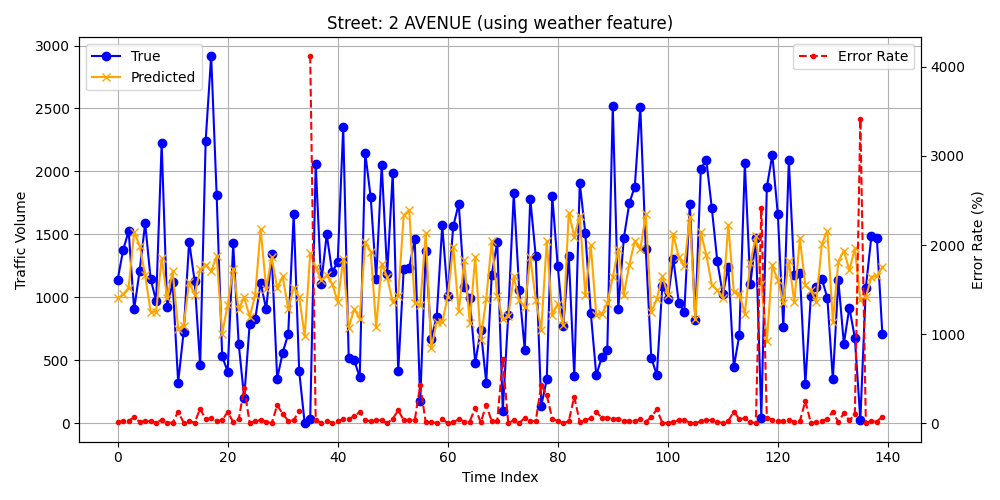 Street: 2 AVENUE (using weather feature)
True
Predicted
Error Rate
3000
2500
2000
1500
1000
500
0
Traffic Volume
4000
3000
2000
1000
0
Error Rate (%)
0 20 40 60 80 100 120 140
Time Index